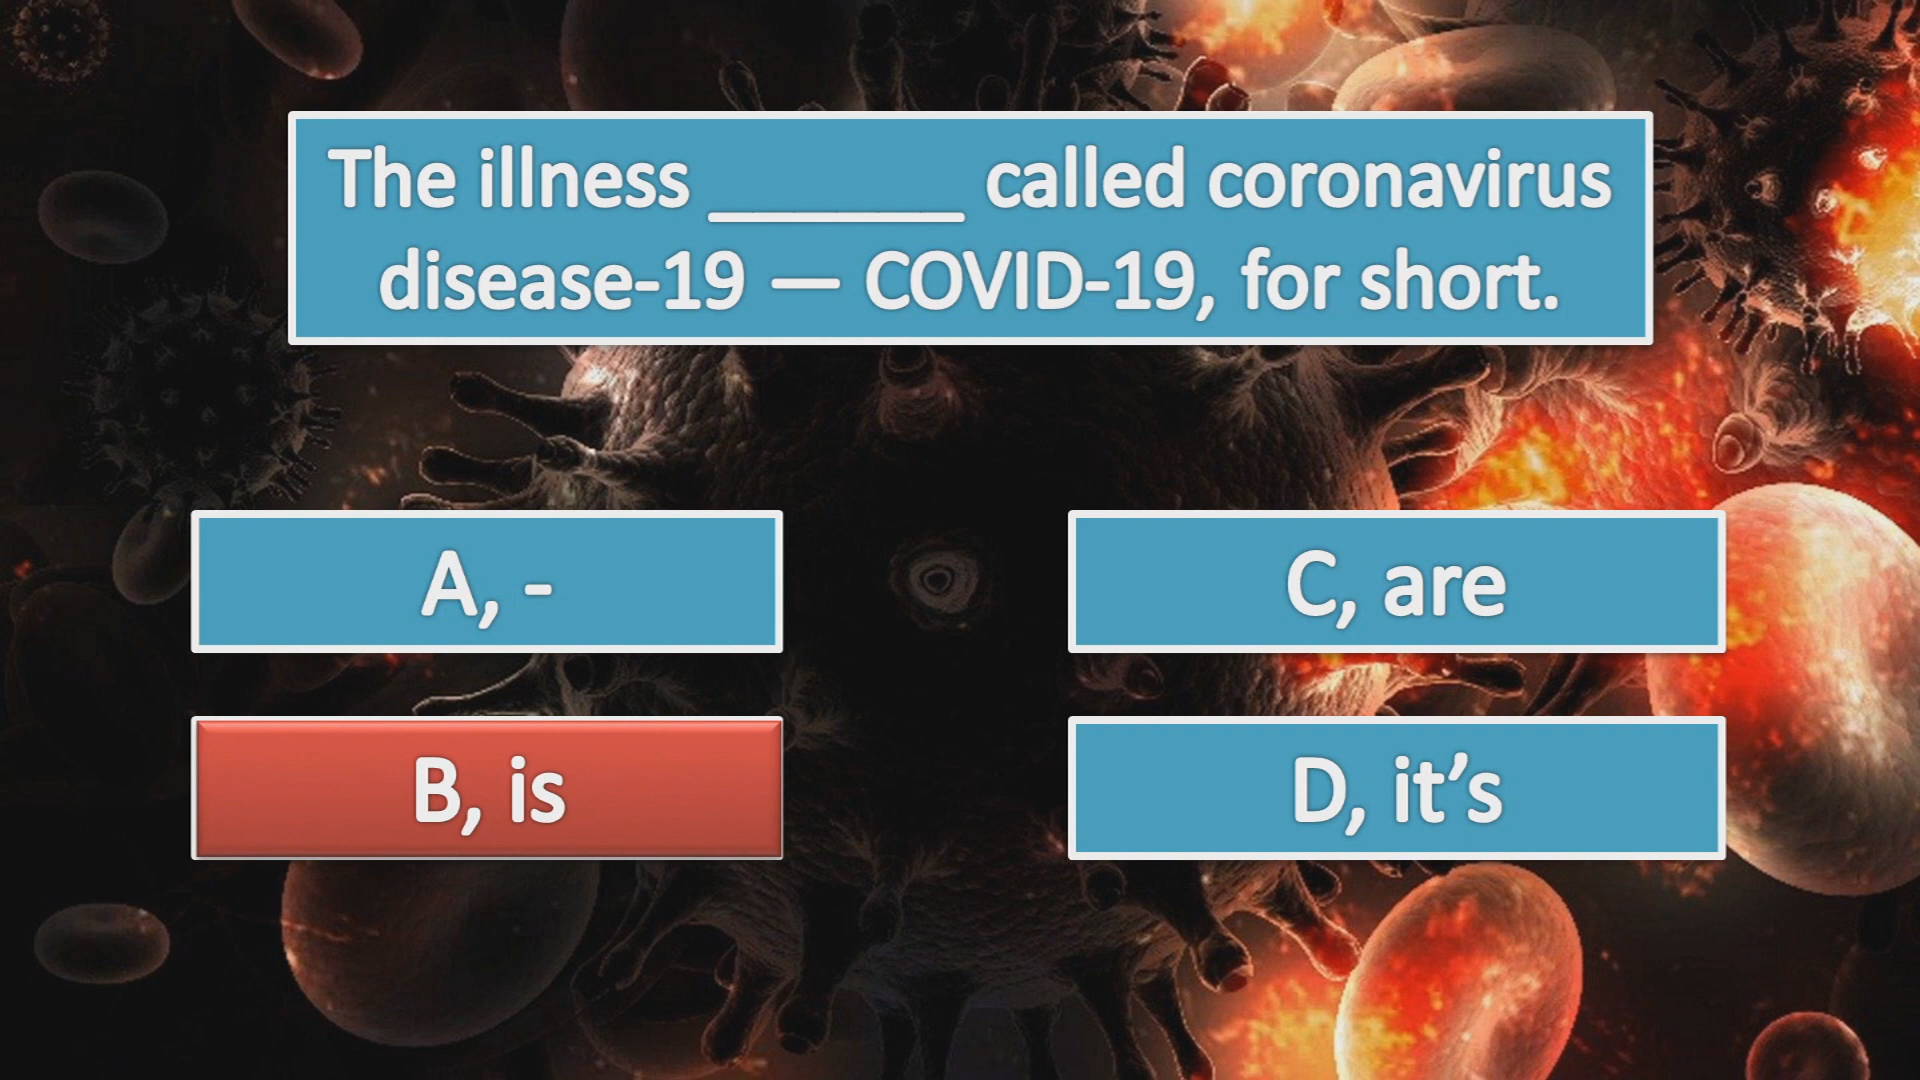 The illness ______ called coronavirus
disease-19 — COVID-19, for short.
A, -
C, are
B, is
D, it’s